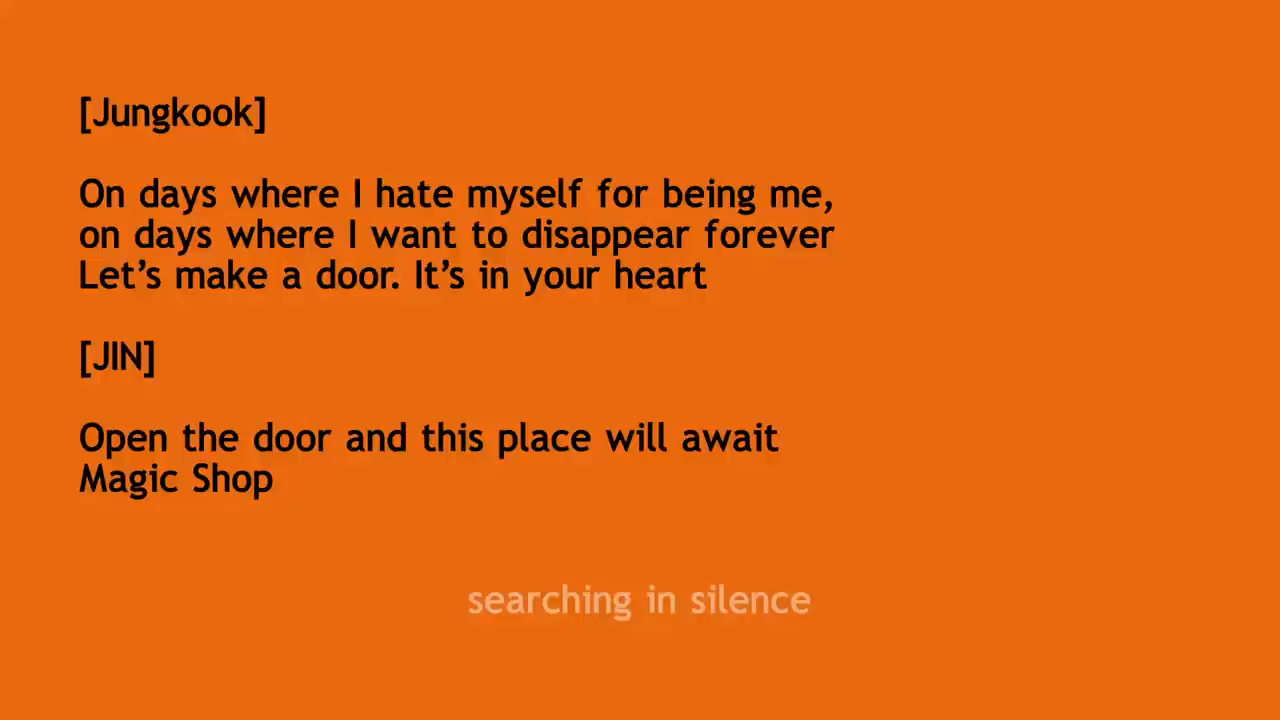 [Jungkook]
On days where I hate myself for being me,
on days where I want to disappear forever
Let’s make a door. It’s in your heart
[JIN]
Open the door and this place will await
Magic Shop
searching in silence